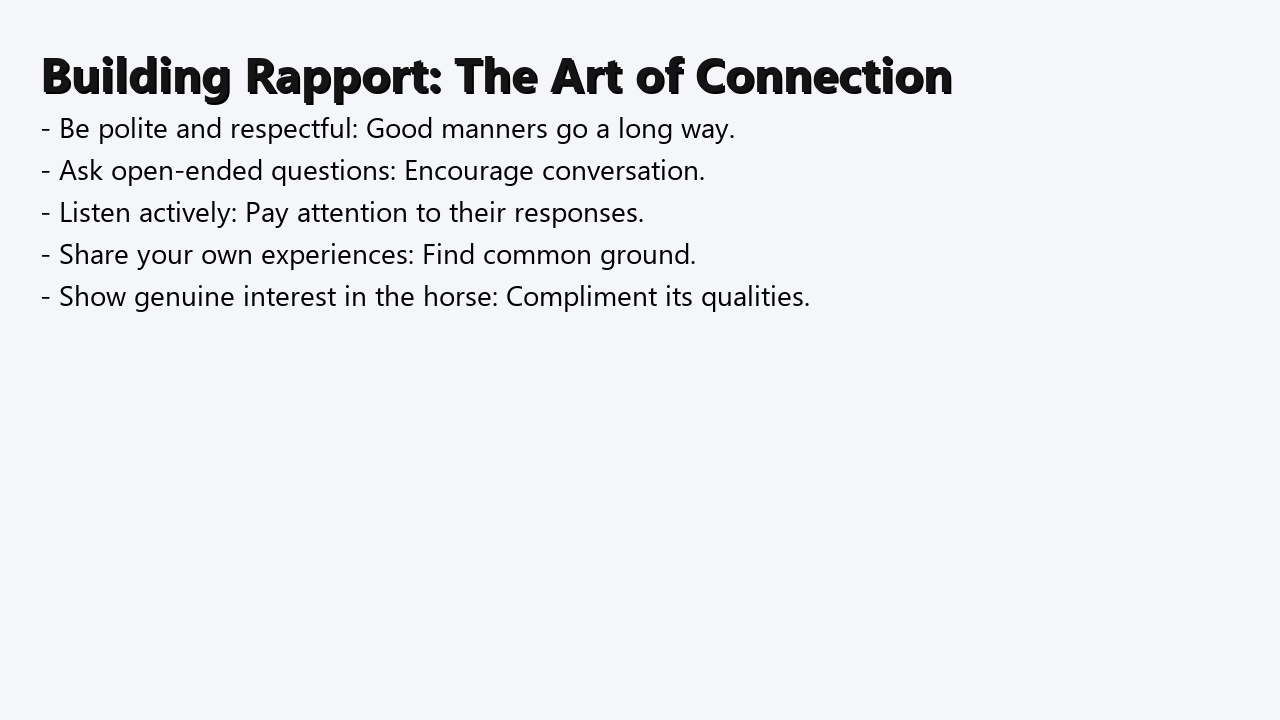 Building Rapport: The Art of Connection
- Be polite and respectful: Good manners go a long way.
- Ask open-ended questions: Encourage conversation.
- Listen actively: Pay attention to their responses.
- Share your own experiences: Find common ground.
- Show genuine interest in the horse: Compliment its qualities.